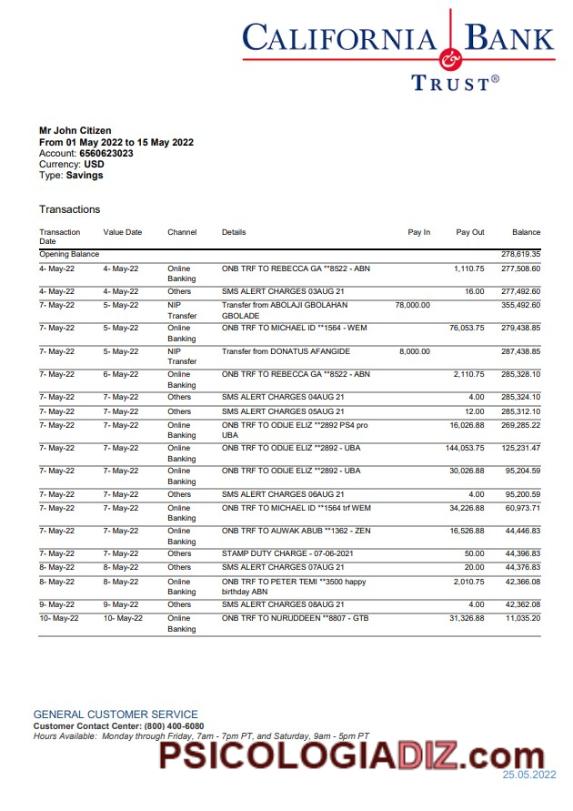 CALIFORNIA BANK
&
TRUST®
Mr John Citizen
From 01 May 2022 to 15 May 2022
Account: 6560623023
Currency: USD
Type: Savings
Transactions
Transaction Date Value Date Channel Details Pay In Pay Out Balance
Opening Balance 278,619.35
4- May-22 4- May-22 Online Banking ONB TRF TO REBECCA GA **8522 - ABN 1,110.75 277,508.60
4- May-22 4- May-22 Others SMS ALERT CHARGES 03AUG 21 16.00 277,492.60
7- May-22 5- May-22 NIP Transfer Transfer from ABOLAJI GBOLAHAN GBOLADE 78,000.00 355,492.60
7- May-22 5- May-22 Online Banking ONB TRF TO MICHAEL ID **1564 - WEM 76,053.75 279,438.85
7- May-22 5- May-22 NIP Transfer Transfer from DONATUS AFANGIDE 8,000.00 287,438.85
7- May-22 6- May-22 Online Banking ONB TRF TO REBECCA GA **8522 - ABN 2,110.75 285,328.10
7- May-22 7- May-22 Others SMS ALERT CHARGES 04AUG 21 4.00 285,324.10
7- May-22 7- May-22 Others SMS ALERT CHARGES 05AUG 21 12.00 285,312.10
7- May-22 7- May-22 Online Banking ONB TRF TO ODIJE ELIZ **2892 PS4 pro UBA 16,026.88 269,285.22
7- May-22 7- May-22 Online Banking ONB TRF TO ODIJE ELIZ **2892 - UBA 144,053.75 125,231.47
7- May-22 7- May-22 Online Banking ONB TRF TO ODIJE ELIZ **2892 - UBA 30,026.88 95,204.59
7- May-22 7- May-22 Others SMS ALERT CHARGES 06AUG 21 4.00 95,200.59
7- May-22 7- May-22 Online Banking ONB TRF TO MICHAEL ID **1564 trf WEM 34,226.88 60,973.71
7- May-22 7- May-22 Online Banking ONB TRF TO AUWAK ABUB **1362 - ZEN 16,526.88 44,446.83
7- May-22 7- May-22 Others STAMP DUTY CHARGE - 07-06-2021 50.00 44,396.83
8- May-22 8- May-22 Others SMS ALERT CHARGES 07AUG 21 20.00 44,376.83
8- May-22 8- May-22 Online Banking ONB TRF TO PETER TEMI **3500 happy birthday ABN 2,010.75 42,366.08
9- May-22 9- May-22 Others SMS ALERT CHARGES 08AUG 21 4.00 42,362.08
10- May-22 10- May-22 Online Banking ONB TRF TO NURUDDEEN **8807 - GTB 31,326.88 11,035.20
GENERAL CUSTOMER SERVICE
Customer Contact Center: (800) 400-6080
Hours Available: Monday through Friday, 7am - 7pm PT, and Saturday, 9am - 5pm PT
PSICOLOGIADIZ.com
25.05.2022